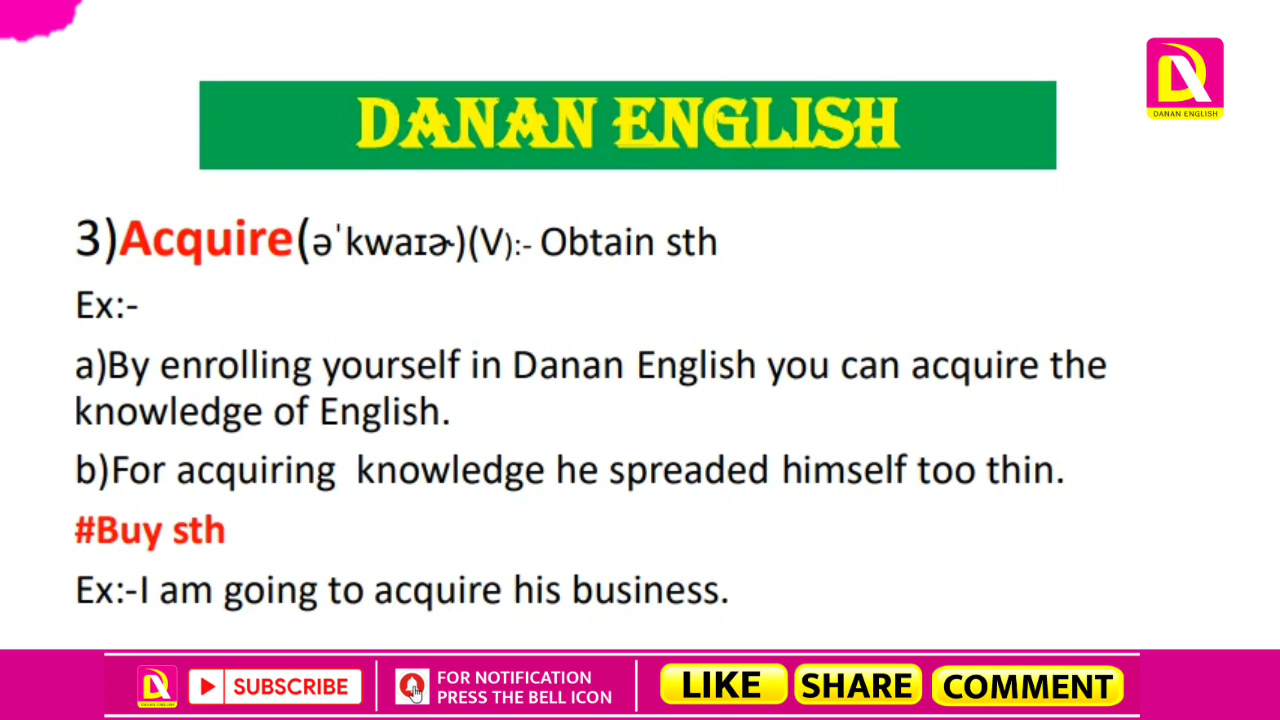 DANAN ENGLISH
DANAN ENGLISH
3)Acquire(əˈkwaɪɚ)(V):- Obtain sth
Ex:-
a)By enrolling yourself in Danan English you can acquire the
knowledge of English.
b)For acquiring  knowledge he spreaded himself too thin.
#Buy sth
Ex:-I am going to acquire his business.
DANAN ENGLISH
SUBSCRIBE
FOR NOTIFICATION
PRESS THE BELL ICON
LIKE
SHARE
COMMENT